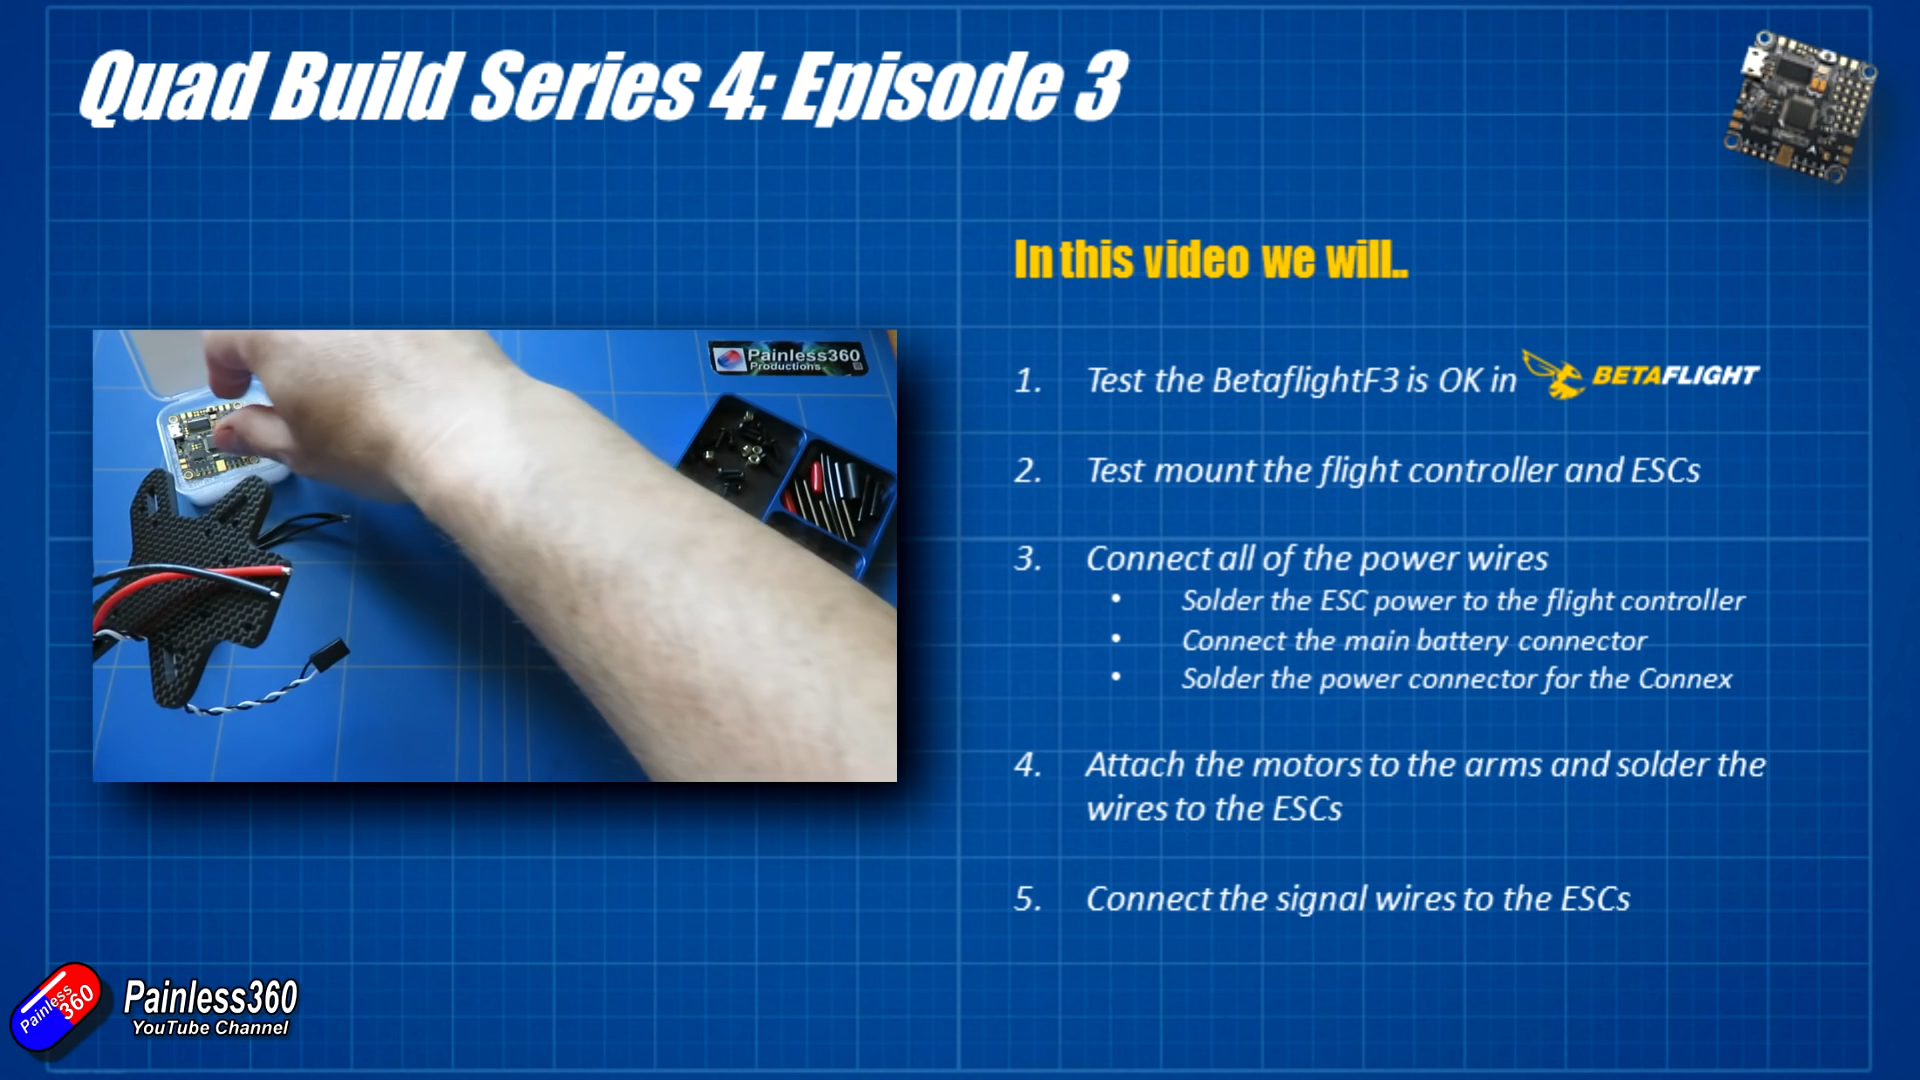 Quad Build Series 4: Episode 3
In this video we will..
1. Test the BetaflightF3 is OK in BETAFLIGHT
2. Test mount the flight controller and ESCs
3. Connect all of the power wires
• Solder the ESC power to the flight controller
• Connect the main battery connector
• Solder the power connector for the Connex
4. Attach the motors to the arms and solder the
wires to the ESCs
5. Connect the signal wires to the ESCs
Painless360
Productions
Painless
360
Painless360
YouTube Channel